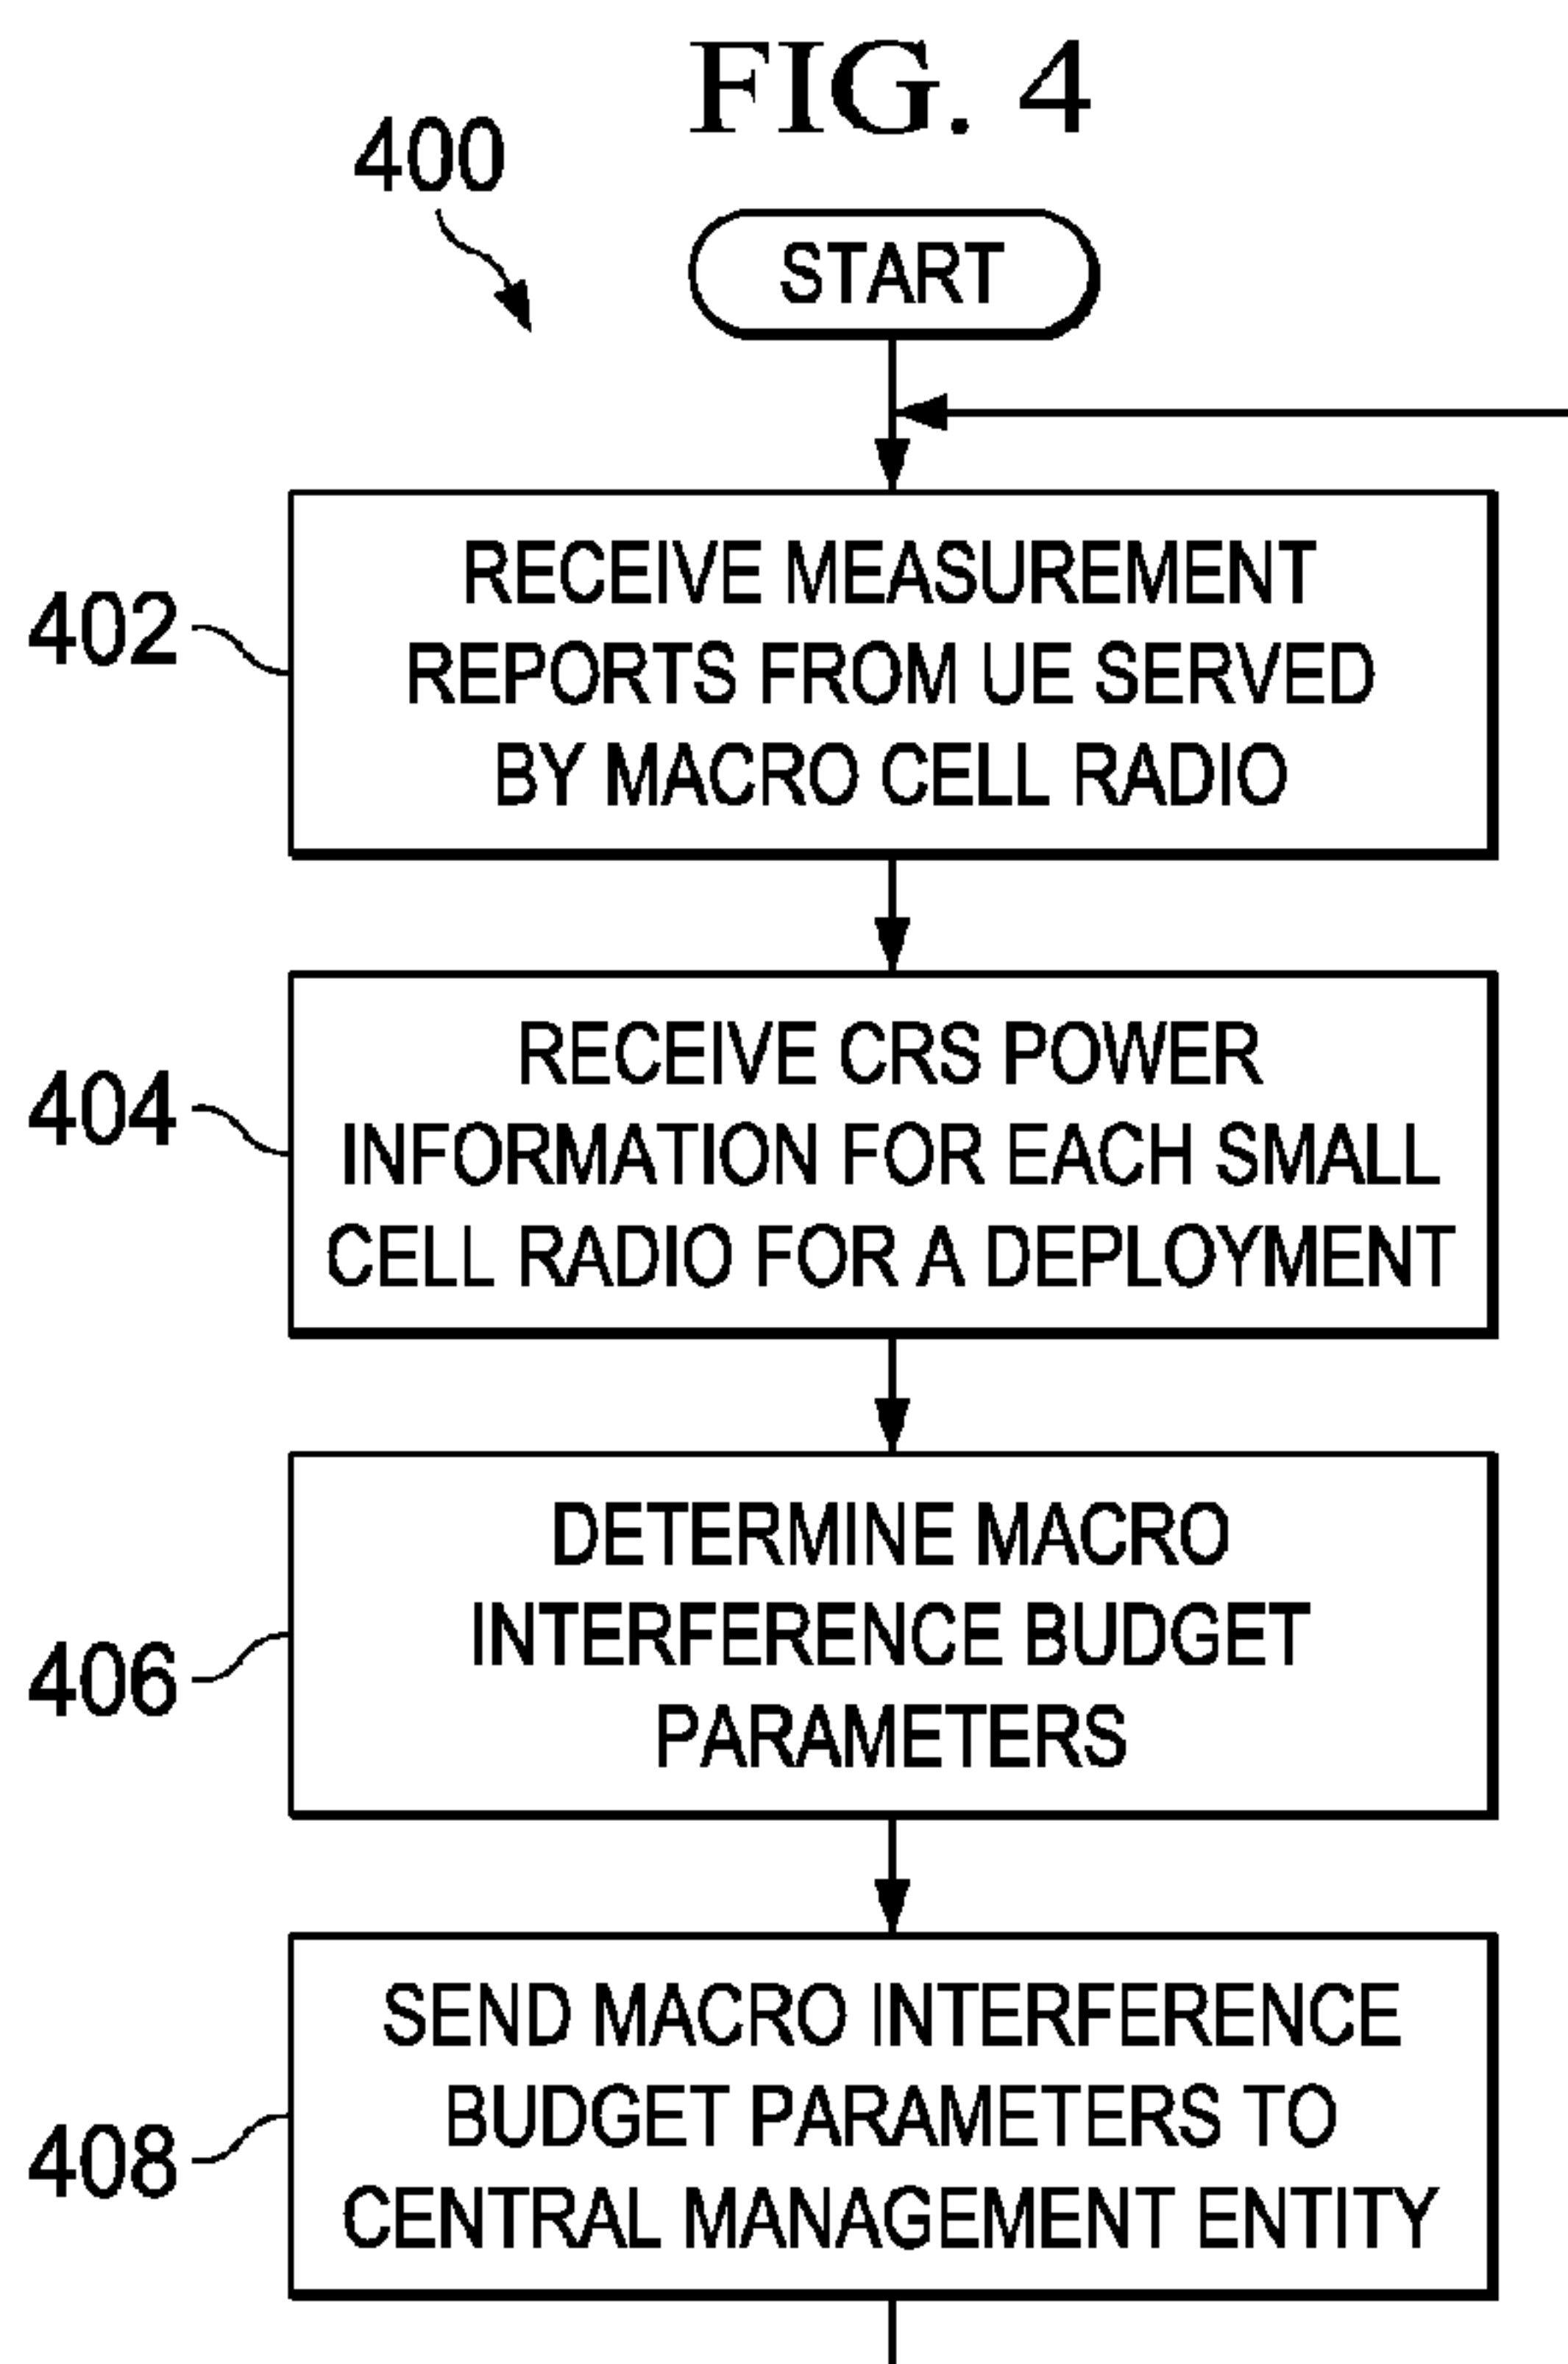 FIG. 4
400
START
402
RECEIVE MEASUREMENT
REPORTS FROM UE SERVED
BY MACRO CELL RADIO
404
RECEIVE CRS POWER
INFORMATION FOR EACH SMALL
CELL RADIO FOR A DEPLOYMENT
406
DETERMINE MACRO
INTERFERENCE BUDGET
PARAMETERS
408
SEND MACRO INTERFERENCE
BUDGET PARAMETERS TO
CENTRAL MANAGEMENT ENTITY